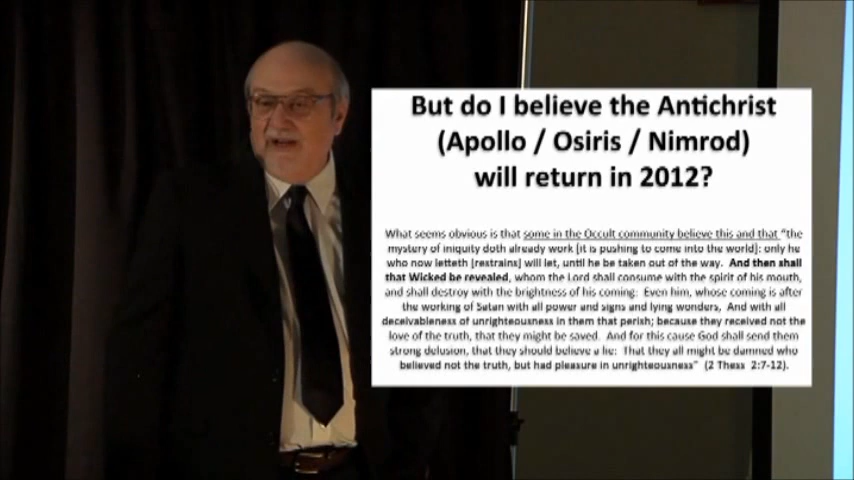 But do I believe the Antichrist
(Apollo / Osiris / Nimrod)
will return in 2012?
What seems obvious is that some in the Occult community believe this and that "the
mystery of iniquity doth already work [it is pushing to come into the world]: only he
who now letteth [restrains] will let, until he be taken out of the way. And then shall
that Wicked be revealed, whom the Lord shall consume with the spirit of his mouth,
and shall destroy with the brightness of his coming: Even him, whose coming is after
the working of Satan with all power and signs and lying wonders, And with all
deceivableness of unrighteousness in them that perish; because they received not the
love of the truth, that they might be saved. And for this cause God shall send them
strong delusion, that they should believe a lie: That they all might be damned who
believed not the truth, but had pleasure in unrighteousness" (2 Thess 2:7-12).